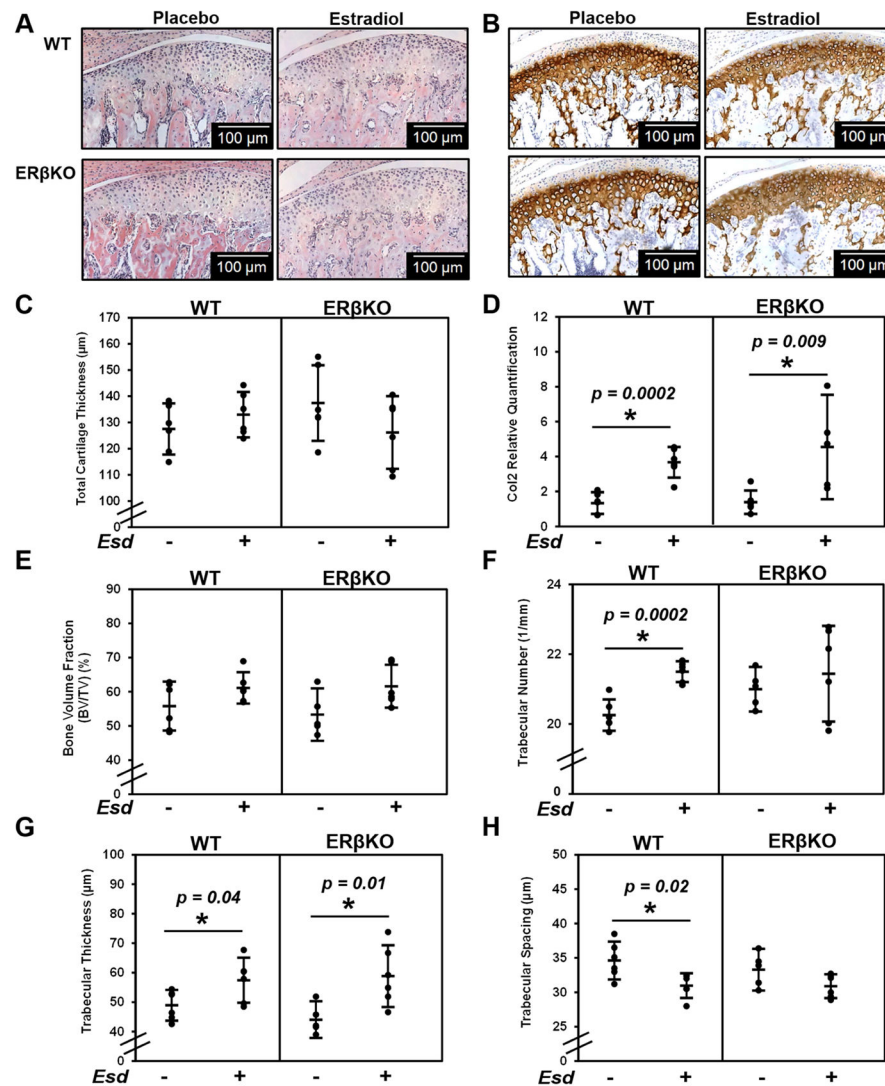 A
Placebo
Estradiol
B
Placebo
Estradiol
WT
100 µm
100 µm
100 µm
100 µm
ERβKO
100 µm
100 µm
100 µm
100 µm
C
WT
ERβKO
Total Cartilage Thickness (µm)
170
160
150
140
130
120
110
100
0
Esd
-
+
-
+
D
WT
ERβKO
Col2 Relative Quantification
12
10
8
6
4
2
0
p = 0.0002
*
p = 0.009
*
Esd
-
+
-
+
E
WT
ERβKO
Bone Volume Fraction
(BV/TV) (%)
90
80
70
60
50
40
0
Esd
-
+
-
+
F
WT
ERβKO
Trabecular Number (1/mm)
24
22
20
0
p = 0.0002
*
Esd
-
+
-
+
G
WT
ERβKO
Trabecular Thickness (µm)
100
90
80
70
60
50
40
0
p = 0.04
*
p = 0.01
*
Esd
-
+
-
+
H
WT
ERβKO
Trabecular Spacing (µm)
50
45
40
35
30
25
0
p = 0.02
*
Esd
-
+
-
+